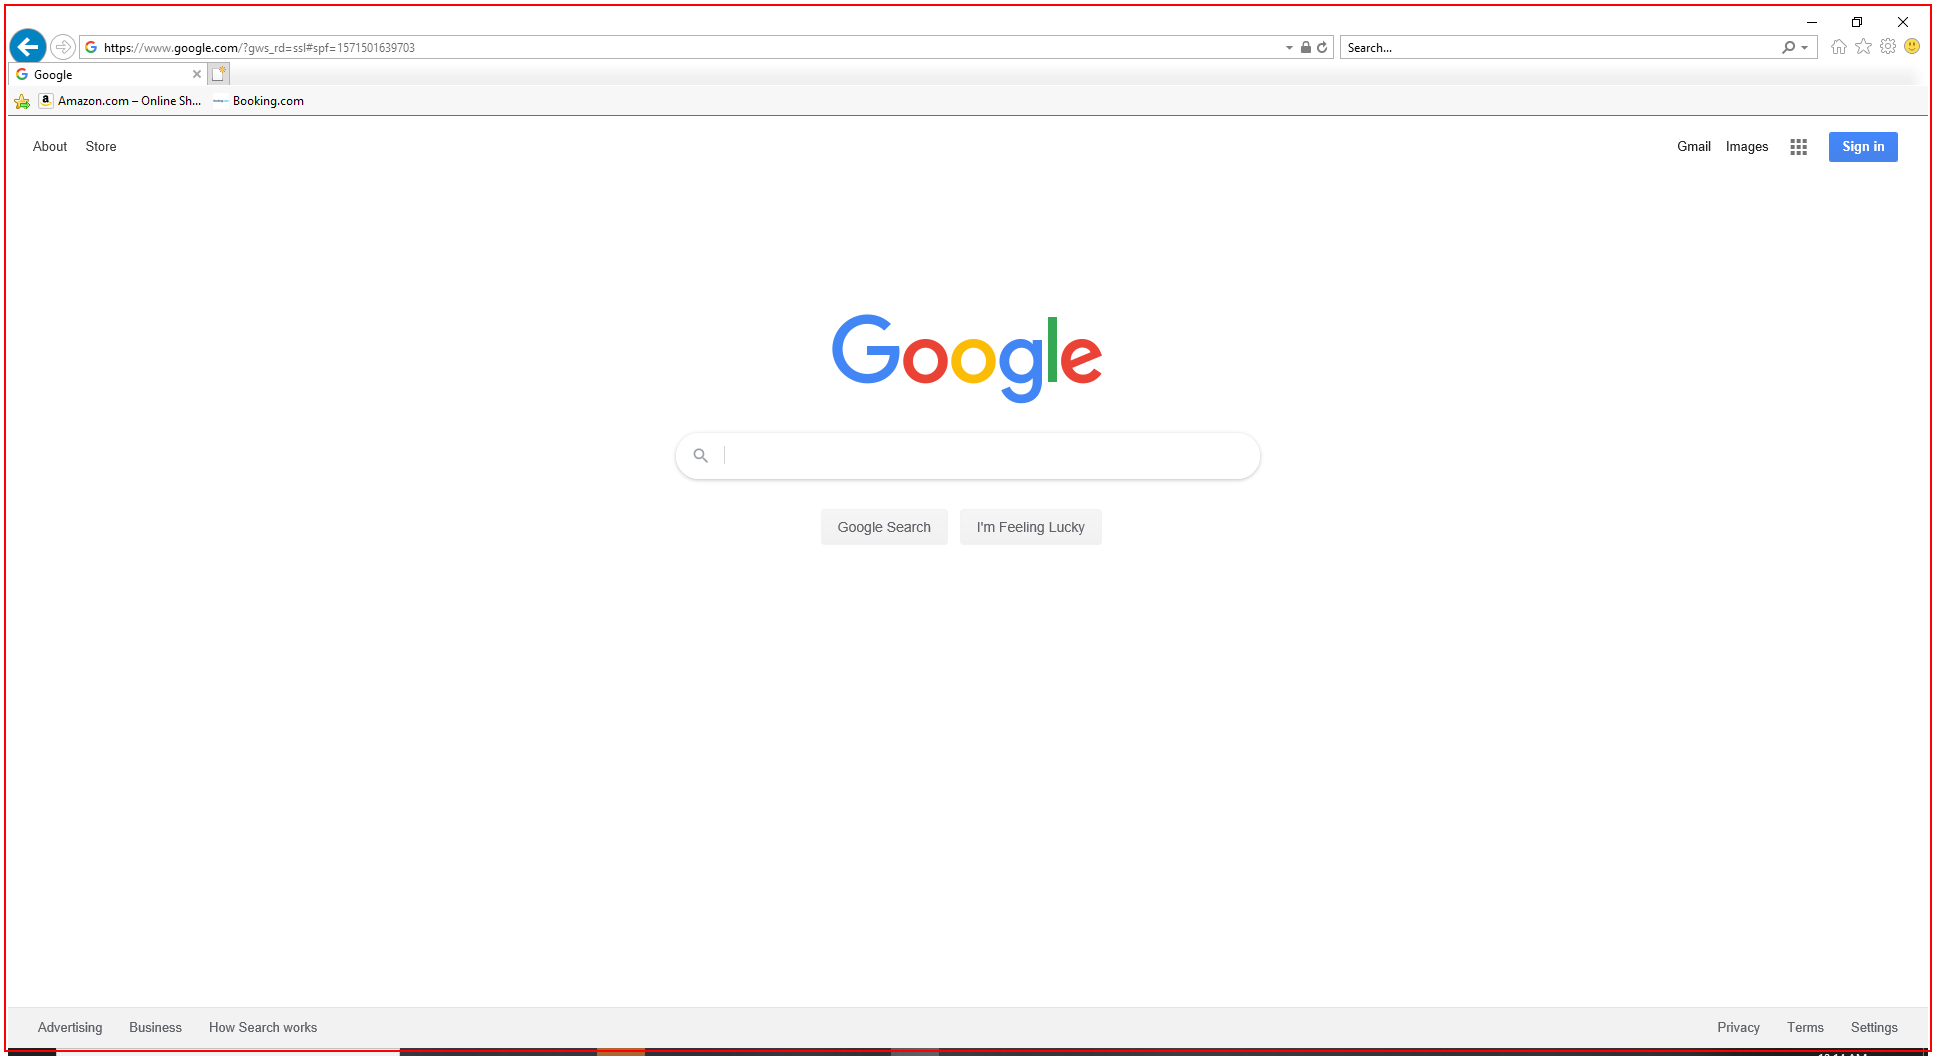 https://www.google.com/?gws_rd=ssl#spf=1571501639703
Search...
Google
Amazon.com – Online Sh...
Booking.com
About
Store
Gmail
Images
Sign in
Google
Google Search
I'm Feeling Lucky
Advertising
Business
How Search works
Privacy
Terms
Settings